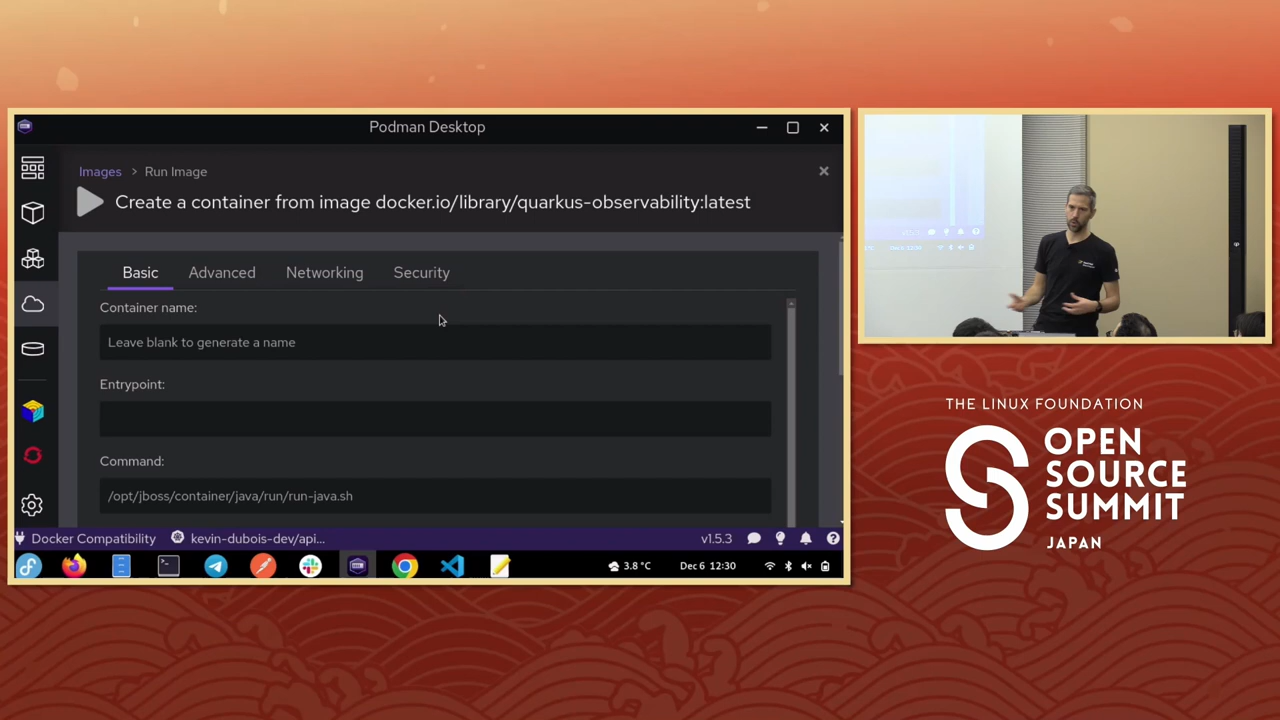 Podman Desktop
Images > Run Image
Create a container from image docker.io/library/quarkus-observability:latest
Basic Advanced Networking Security
Container name:
Leave blank to generate a name
Entrypoint:
Command:
/opt/jboss/container/java/run/run-java.sh
Docker Compatibility kevin-dubois-dev/api... v1.5.3
3.8 °C Dec 6 12:30
THE LINUX FOUNDATION
OPEN
SOURCE
SUMMIT
JAPAN